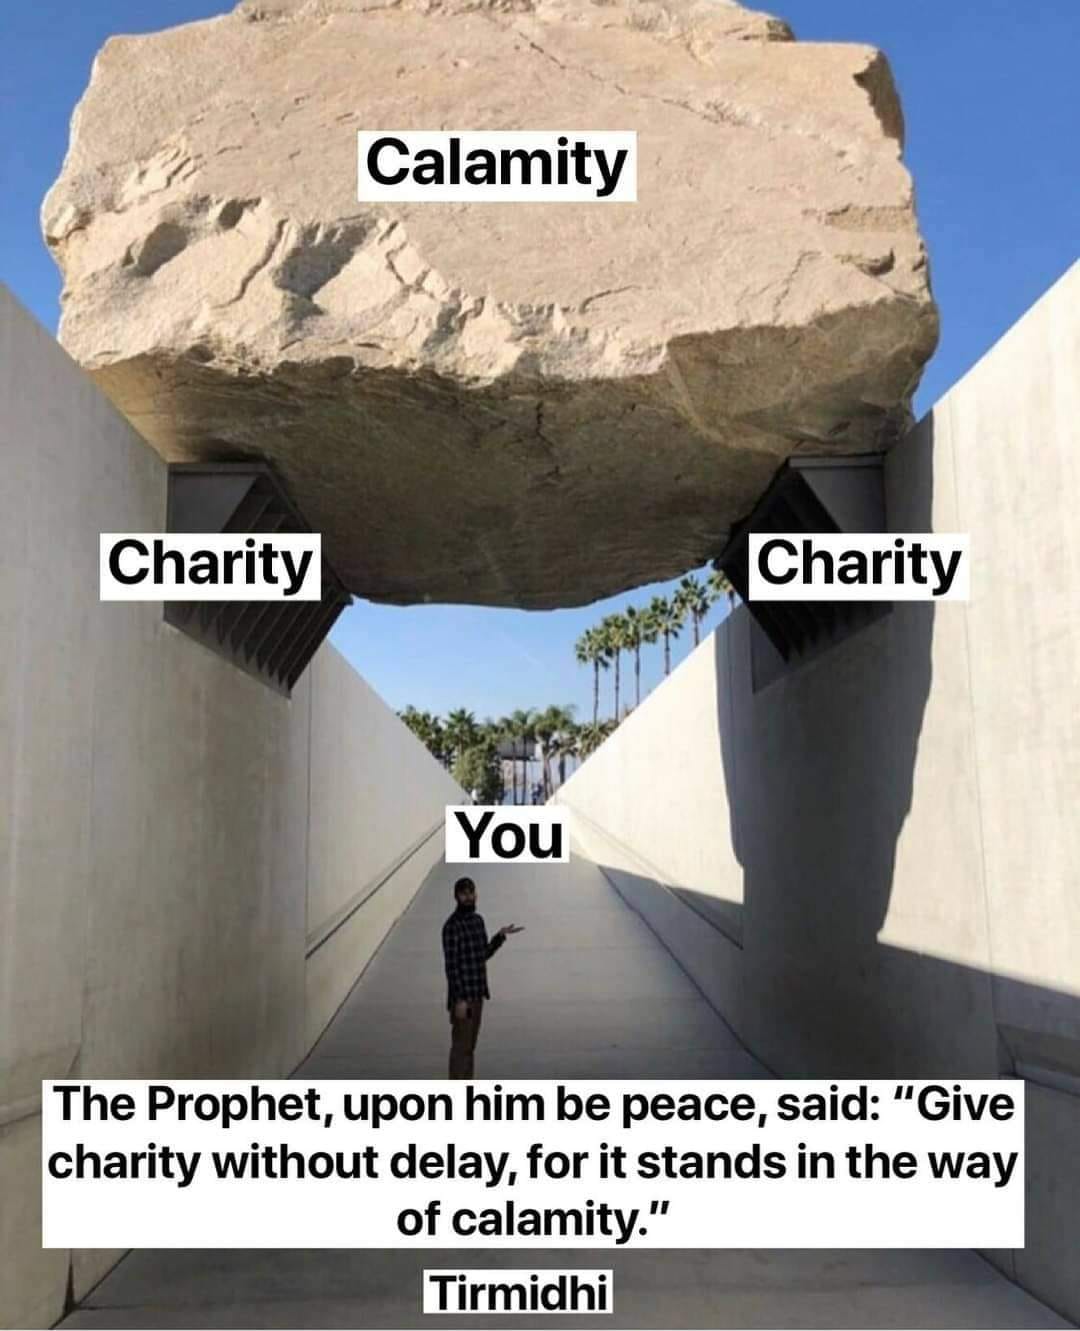 Calamity
Charity
Charity
You
The Prophet, upon him be peace, said: "Give
charity without delay, for it stands in the way
of calamity."
Tirmidhi